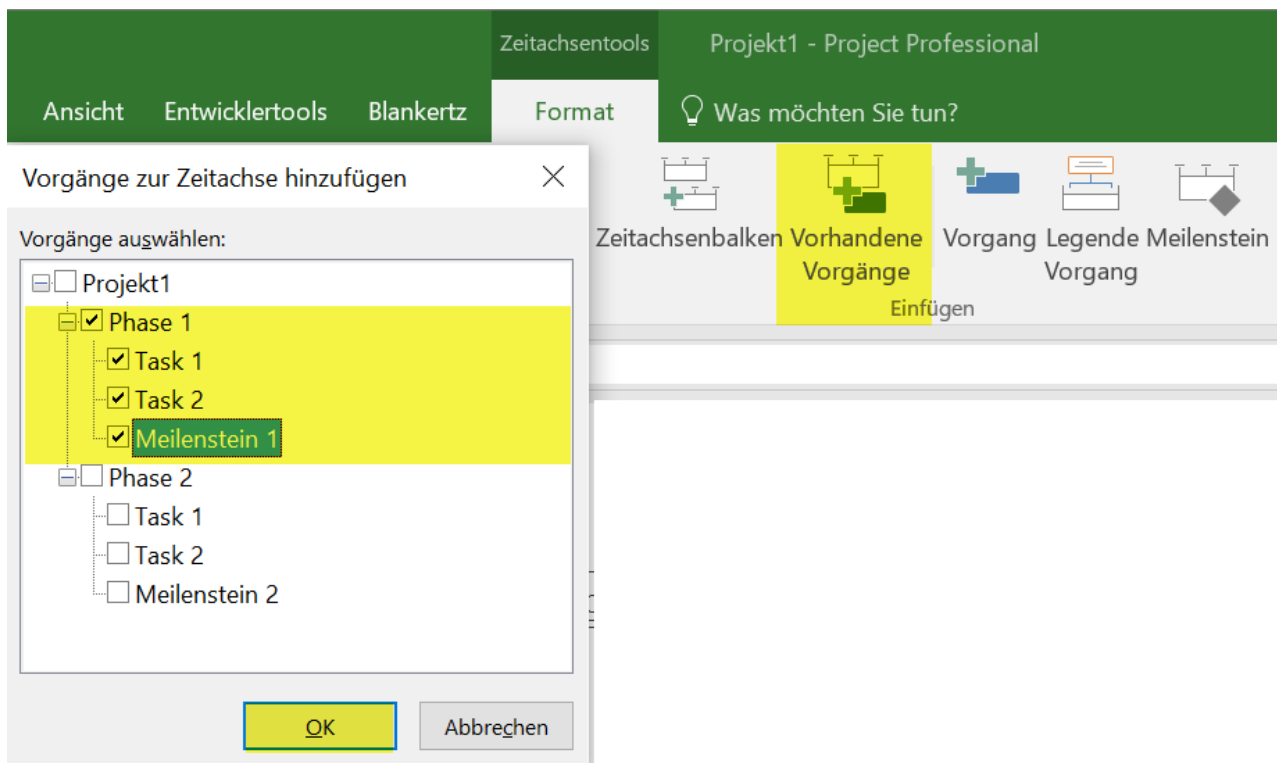 Zeitachsentools Projekt1 - Project Professional
Ansicht Entwicklertools Blankertz Format Was möchten Sie tun?
Vorgänge zur Zeitachse hinzufügen
Vorgänge auswählen:
Projekt1
Phase 1
Task 1
Task 2
Meilenstein 1
Phase 2
Task 1
Task 2
Meilenstein 2
OK Abbrechen
Zeitachsenbalken Vorhandene Vorgang Legende Meilenstein
Vorgänge Vorgang
Einfügen